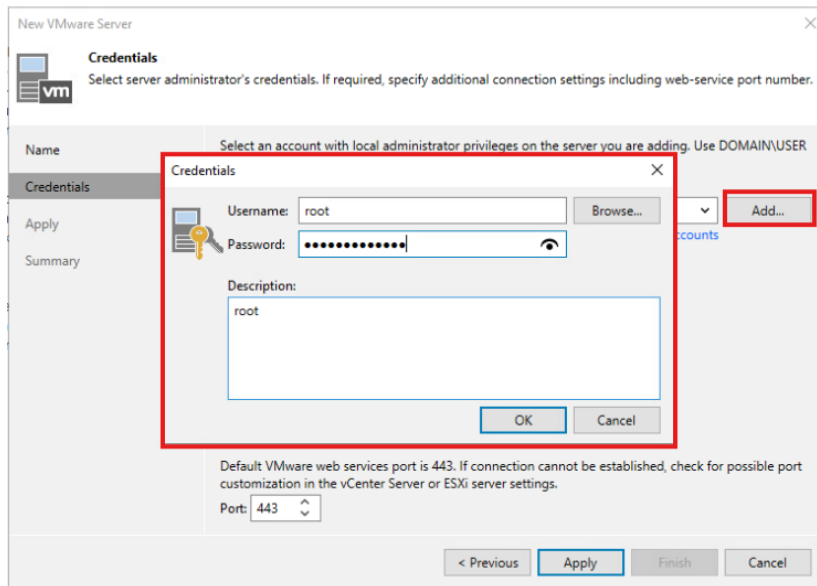 New VMware Server
Credentials
Select server administrator's credentials. If required, specify additional connection settings including web-service port number.
vm
Name
Credentials
Apply
Summary
Select an account with local administrator privileges on the server you are adding. Use DOMAIN\USER
Add...
ccounts
Credentials
Username: root Browse...
Password: •••••••••••••
Description:
root
OK Cancel
Default VMware web services port is 443. If connection cannot be established, check for possible port
customization in the vCenter Server or ESXi server settings.
Port: 443
< Previous Apply Finish Cancel